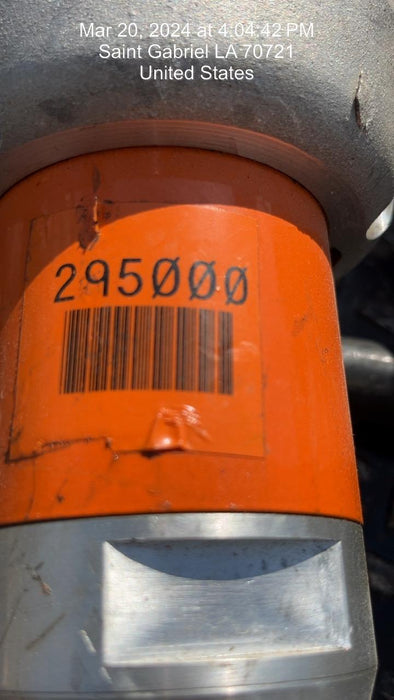 Mar 20, 2024 at 4:04:42 PM
Saint Gabriel LA 70721
United States
295000